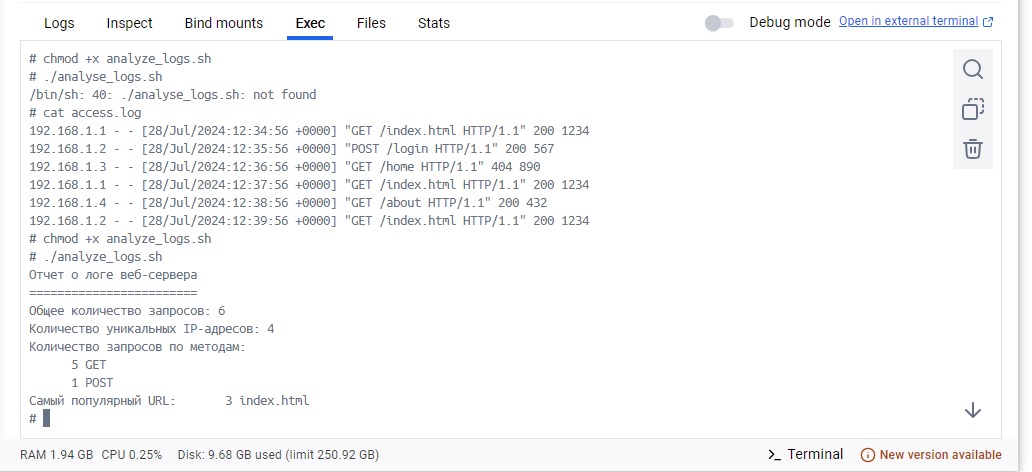 Logs Inspect Bind mounts Exec Files Stats Debug mode Open in external terminal
# chmod +x analyze_logs.sh
# ./analyse_logs.sh
/bin/sh: 40: ./analyse_logs.sh: not found
# cat access.log
192.168.1.1 - - [28/Jul/2024:12:34:56 +0000] "GET /index.html HTTP/1.1" 200 1234
192.168.1.2 - - [28/Jul/2024:12:35:56 +0000] "POST /login HTTP/1.1" 200 567
192.168.1.3 - - [28/Jul/2024:12:36:56 +0000] "GET /home HTTP/1.1" 404 890
192.168.1.1 - - [28/Jul/2024:12:37:56 +0000] "GET /index.html HTTP/1.1" 200 1234
192.168.1.4 - - [28/Jul/2024:12:38:56 +0000] "GET /about HTTP/1.1" 200 432
192.168.1.2 - - [28/Jul/2024:12:39:56 +0000] "GET /index.html HTTP/1.1" 200 1234
# chmod +x analyze_logs.sh
# ./analyze_logs.sh
Отчет о логе веб-сервера
========================
Общее количество запросов: 6
Количество уникальных IP-адресов: 4
Количество запросов по методам:
      5 GET
      1 POST
Самый популярный URL:       3 index.html
#
RAM 1.94 GB CPU 0.25% Disk: 9.68 GB used (limit 250.92 GB) >_ Terminal New version available